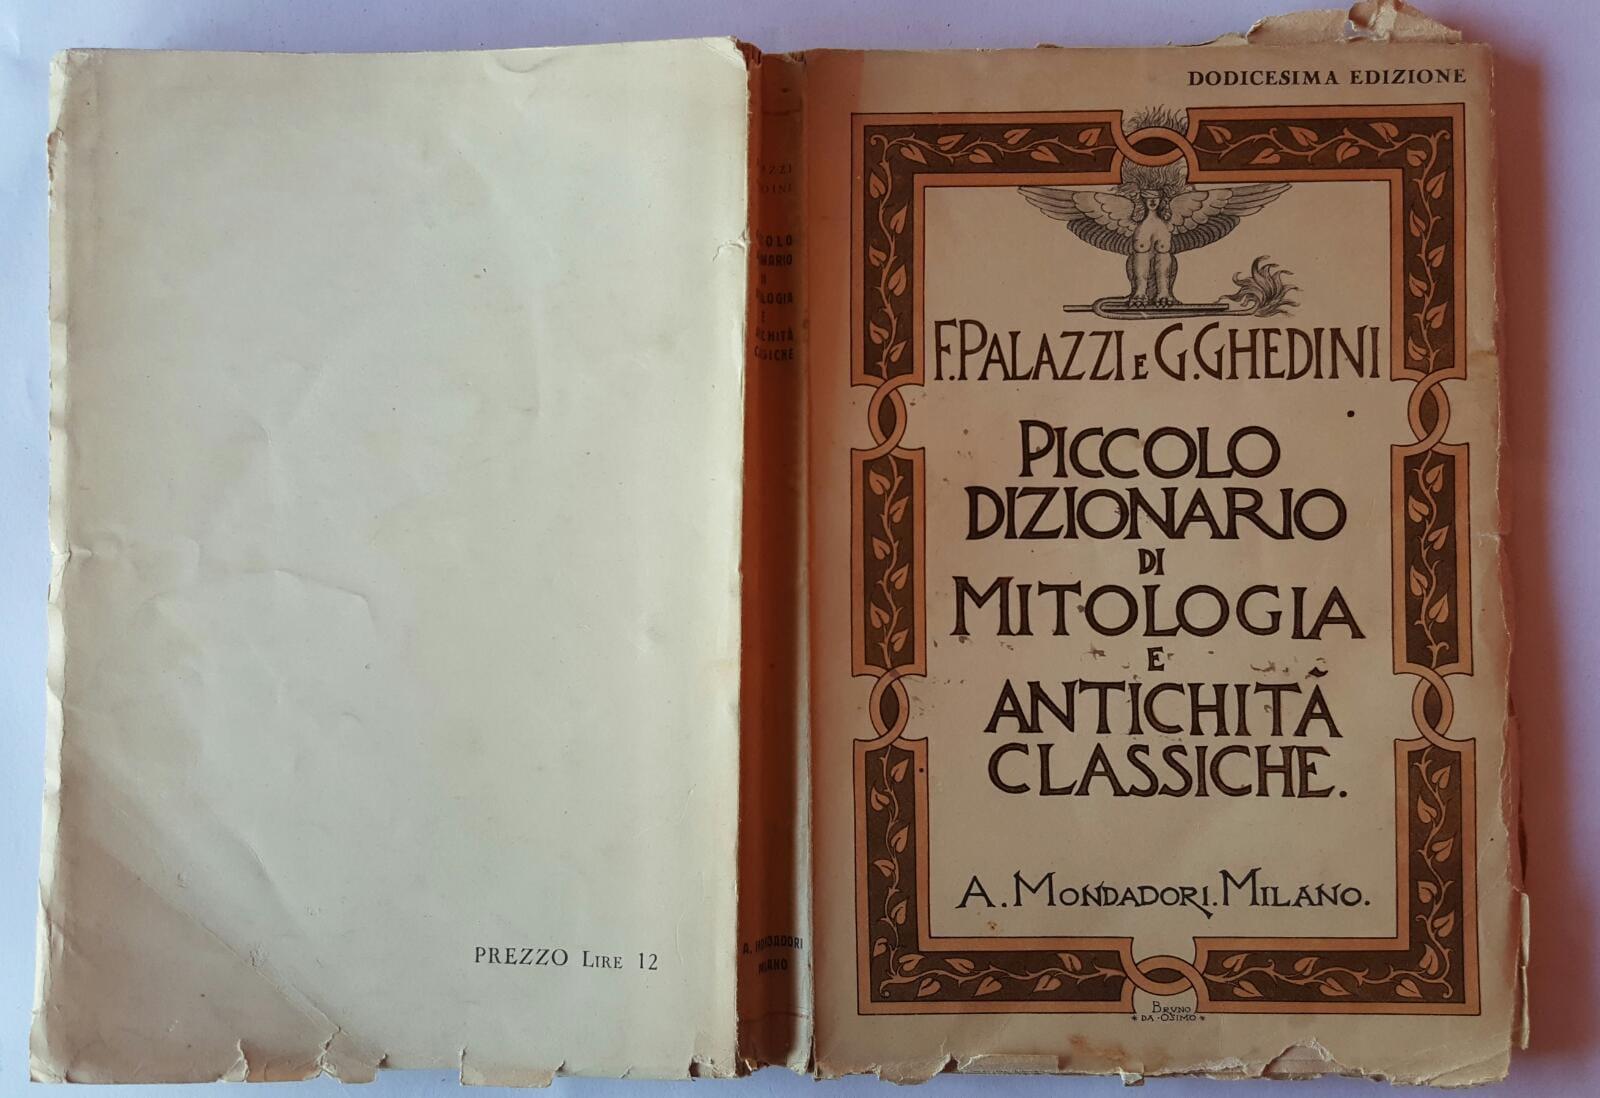 PREZZO LIRE 12
A. MONDADORI
MILANO
DODICESIMA EDIZIONE
F. PALAZZI E G. GHEDINI
PICCOLO
DIZIONARIO
DI
MITOLOGIA
E
ANTICHITÀ
CLASSICHE.
A. MONDADORI. MILANO.
BRUNO
* DA · OSIMO *